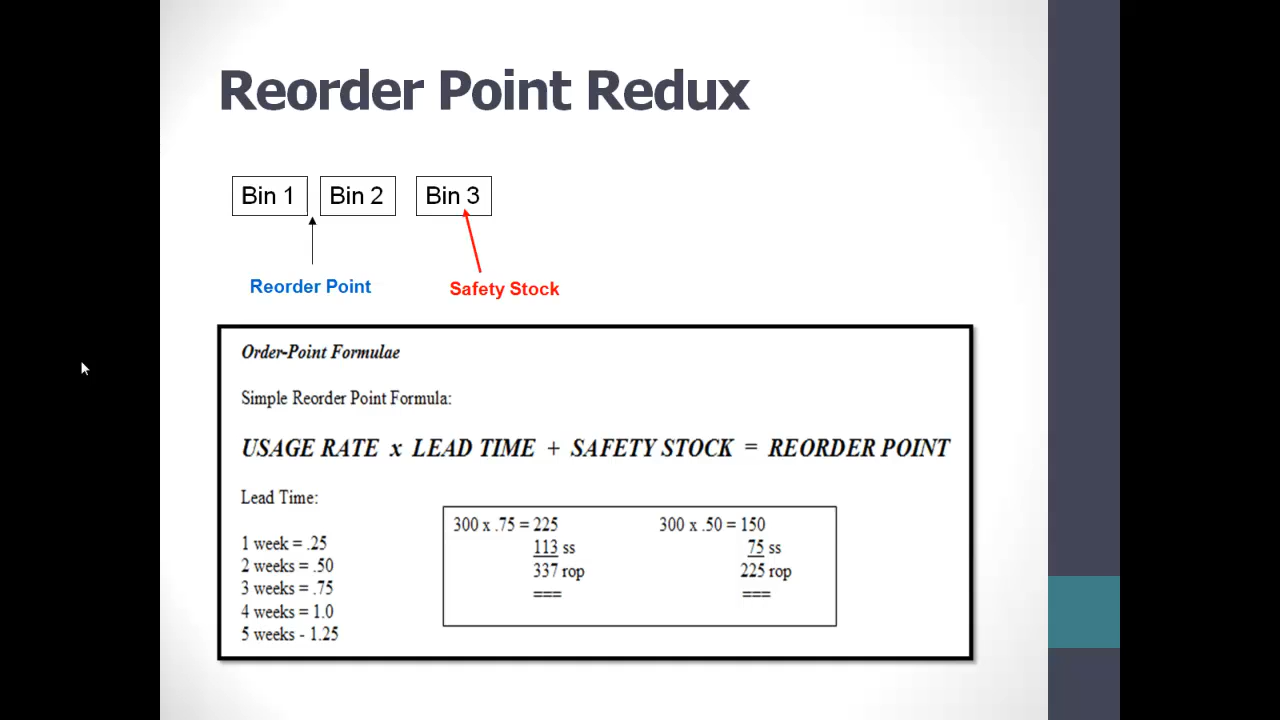 Reorder Point Redux
Bin 1 Bin 2 Bin 3
Reorder Point Safety Stock
Order-Point Formulae
Simple Reorder Point Formula:
USAGE RATE x LEAD TIME + SAFETY STOCK = REORDER POINT
Lead Time:
1 week = .25
2 weeks = .50
3 weeks = .75
4 weeks = 1.0
5 weeks - 1.25
300 x .75 = 225
113 ss
337 rop
===
300 x .50 = 150
75 ss
225 rop
===